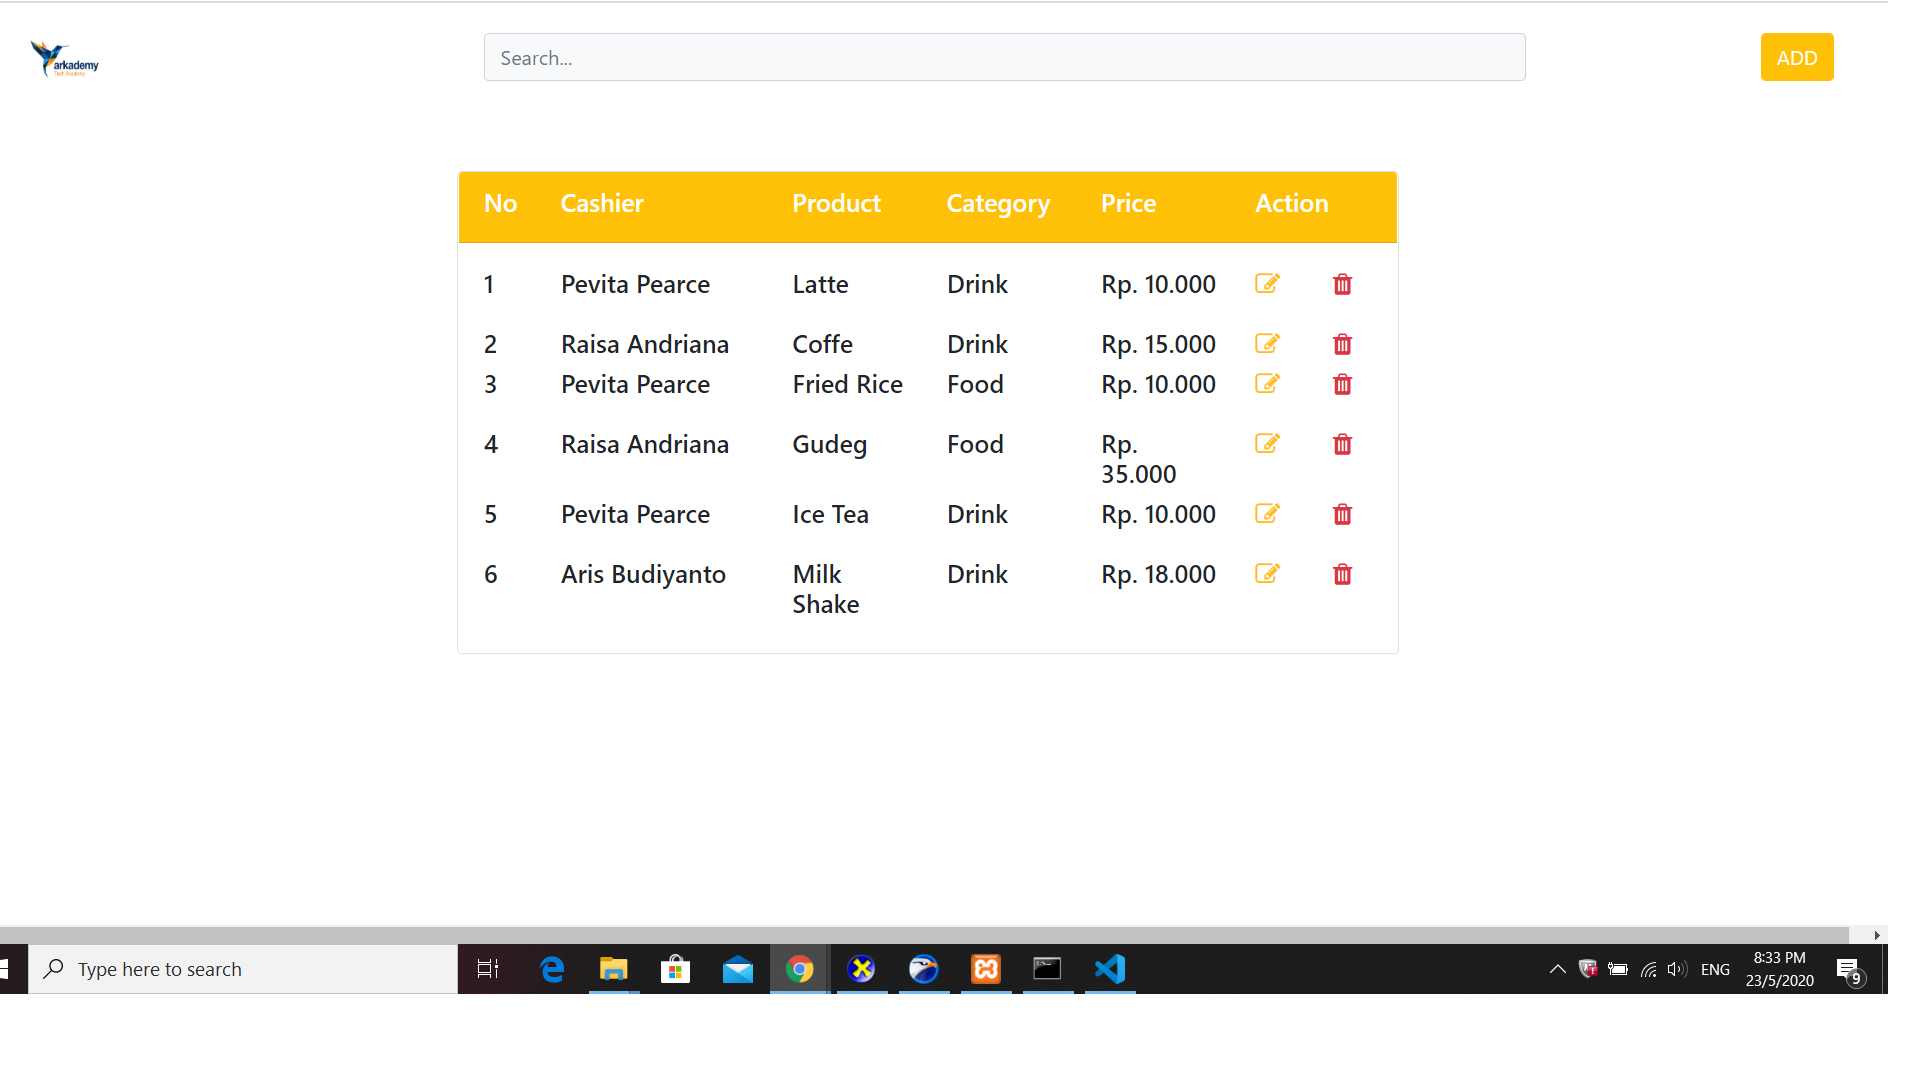 arkademy
Tech Academy
Search...
ADD
No Cashier Product Category Price Action
1 Pevita Pearce Latte Drink Rp. 10.000
2 Raisa Andriana Coffe Drink Rp. 15.000
3 Pevita Pearce Fried Rice Food Rp. 10.000
4 Raisa Andriana Gudeg Food Rp.
35.000
5 Pevita Pearce Ice Tea Drink Rp. 10.000
6 Aris Budiyanto Milk Drink Rp. 18.000
Shake
Type here to search
ENG
8:33 PM
23/5/2020
9